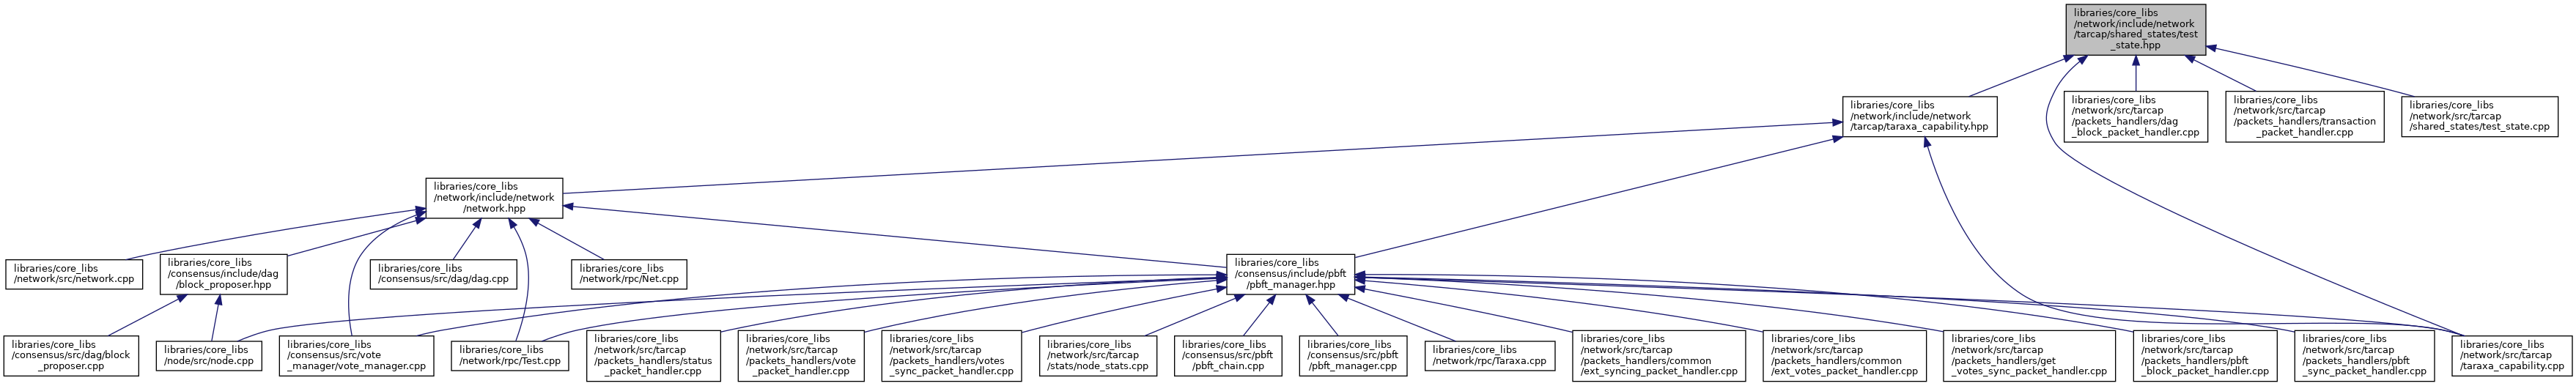 libraries/core_libs
/network/include/network
/tarcap/shared_states/test
_state.hpp
libraries/core_libs
/network/include/network
/tarcap/taraxa_capability.hpp
libraries/core_libs
/network/src/tarcap
/packets_handlers/dag
_block_packet_handler.cpp
libraries/core_libs
/network/src/tarcap
/packets_handlers/transaction
_packet_handler.cpp
libraries/core_libs
/network/src/tarcap
/shared_states/test_state.cpp
libraries/core_libs
/network/include/network
/network.hpp
libraries/core_libs
/network/src/network.cpp
libraries/core_libs
/consensus/include/dag
/block_proposer.hpp
libraries/core_libs
/consensus/src/dag/dag.cpp
libraries/core_libs
/network/rpc/Net.cpp
libraries/core_libs
/consensus/include/pbft
/pbft_manager.hpp
libraries/core_libs
/consensus/src/dag/block
_proposer.cpp
libraries/core_libs
/node/src/node.cpp
libraries/core_libs
/consensus/src/vote
_manager/vote_manager.cpp
libraries/core_libs
/network/rpc/Test.cpp
libraries/core_libs
/network/src/tarcap
/packets_handlers/status
_packet_handler.cpp
libraries/core_libs
/network/src/tarcap
/packets_handlers/vote
_packet_handler.cpp
libraries/core_libs
/network/src/tarcap
/packets_handlers/votes
_sync_packet_handler.cpp
libraries/core_libs
/network/src/tarcap
/stats/node_stats.cpp
libraries/core_libs
/consensus/src/pbft
/pbft_chain.cpp
libraries/core_libs
/consensus/src/pbft
/pbft_manager.cpp
libraries/core_libs
/network/rpc/Taraxa.cpp
libraries/core_libs
/network/src/tarcap
/packets_handlers/common
/ext_syncing_packet_handler.cpp
libraries/core_libs
/network/src/tarcap
/packets_handlers/common
/ext_votes_packet_handler.cpp
libraries/core_libs
/network/src/tarcap
/packets_handlers/get
_votes_sync_packet_handler.cpp
libraries/core_libs
/network/src/tarcap
/packets_handlers/pbft
_block_packet_handler.cpp
libraries/core_libs
/network/src/tarcap
/packets_handlers/pbft
_sync_packet_handler.cpp
libraries/core_libs
/network/src/tarcap
/taraxa_capability.cpp